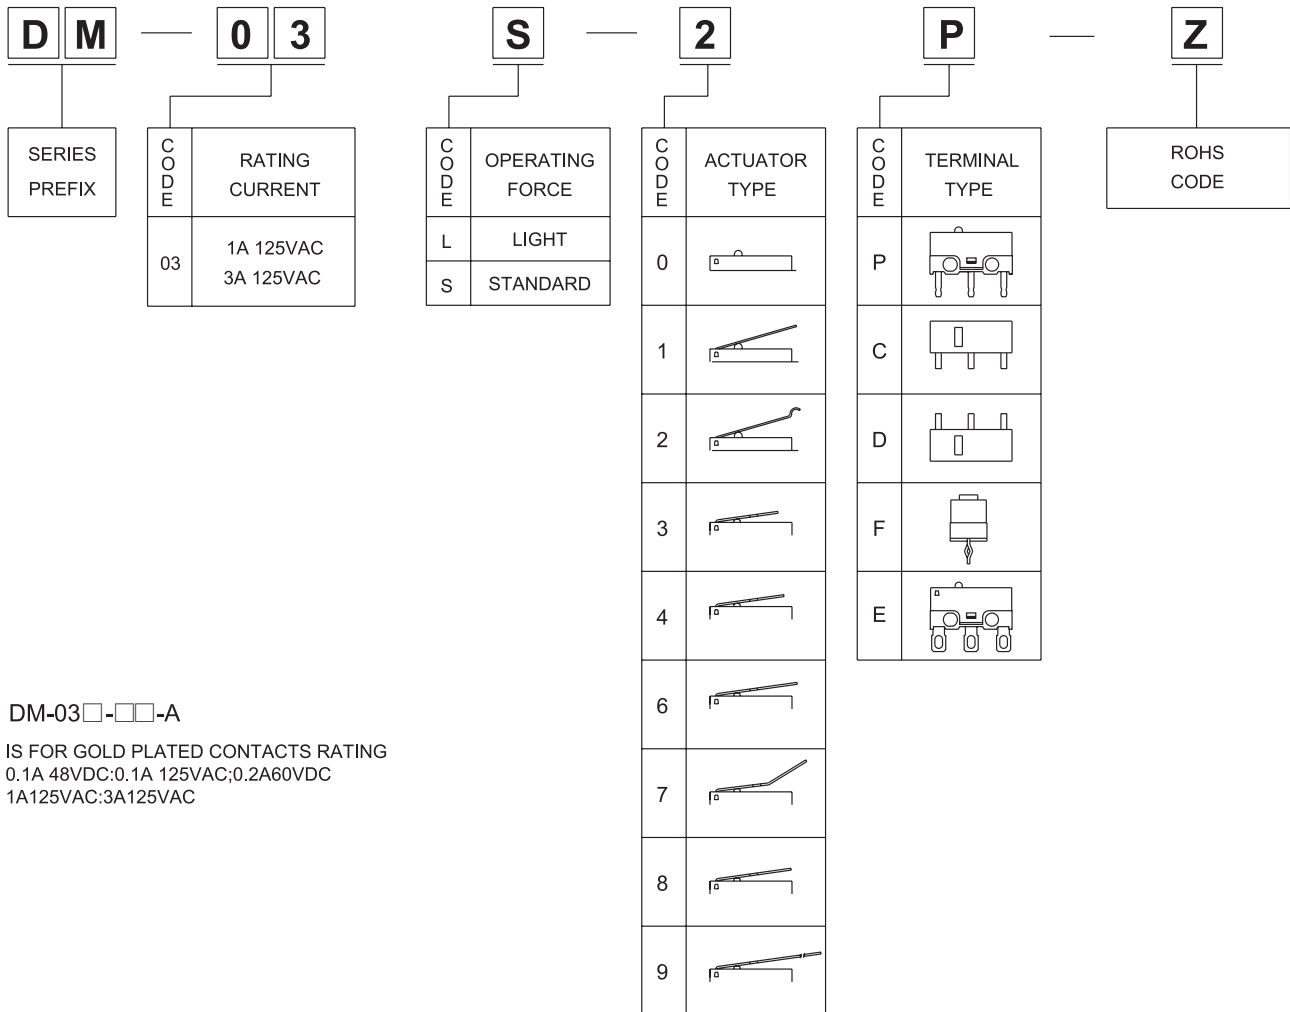 DM — 03 S — 2 P — Z
SERIES
PREFIX
CODE
RATING
CURRENT
03
1A 125VAC
3A 125VAC
CODE
OPERATING
FORCE
L LIGHT
S STANDARD
CODE
ACTUATOR
TYPE
0
1
2
3
4
6
7
8
9
CODE
TERMINAL
TYPE
P
C
D
F
E
ROHS
CODE
DM-03□-□□-A
IS FOR GOLD PLATED CONTACTS RATING
0.1A 48VDC:0.1A 125VAC;0.2A60VDC
1A125VAC:3A125VAC